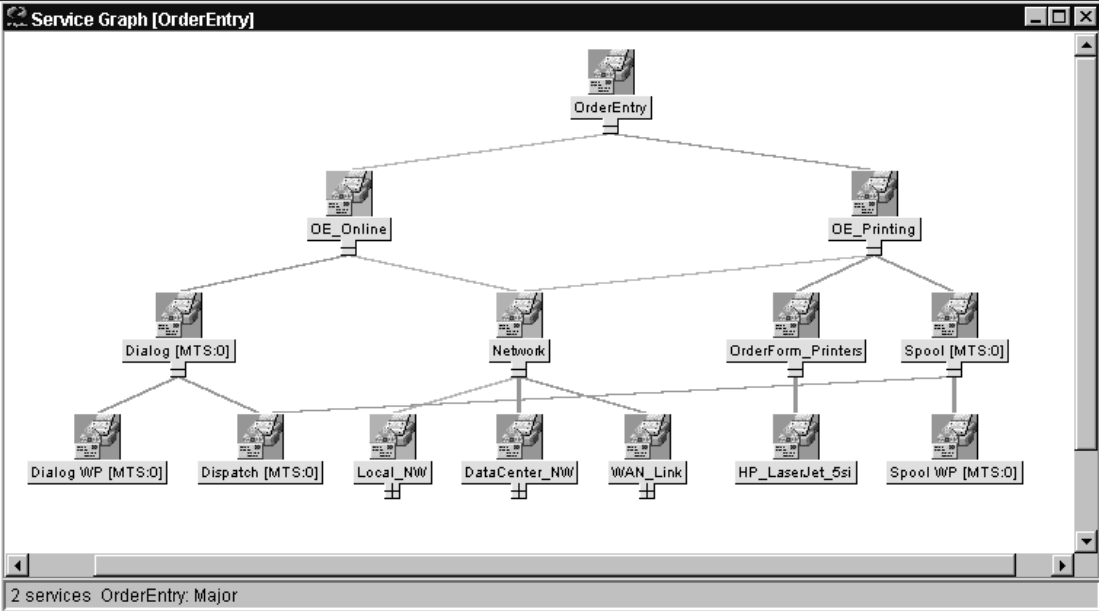 Service Graph [OrderEntry]
OrderEntry
OE_Online
OE_Printing
Dialog [MTS:0]
Network
OrderForm_Printers
Spool [MTS:0]
Dialog WP [MTS:0]
Dispatch [MTS:0]
Local_NW
DataCenter_NW
WAN_Link
HP_LaserJet_5si
Spool WP [MTS:0]
2 services OrderEntry: Major